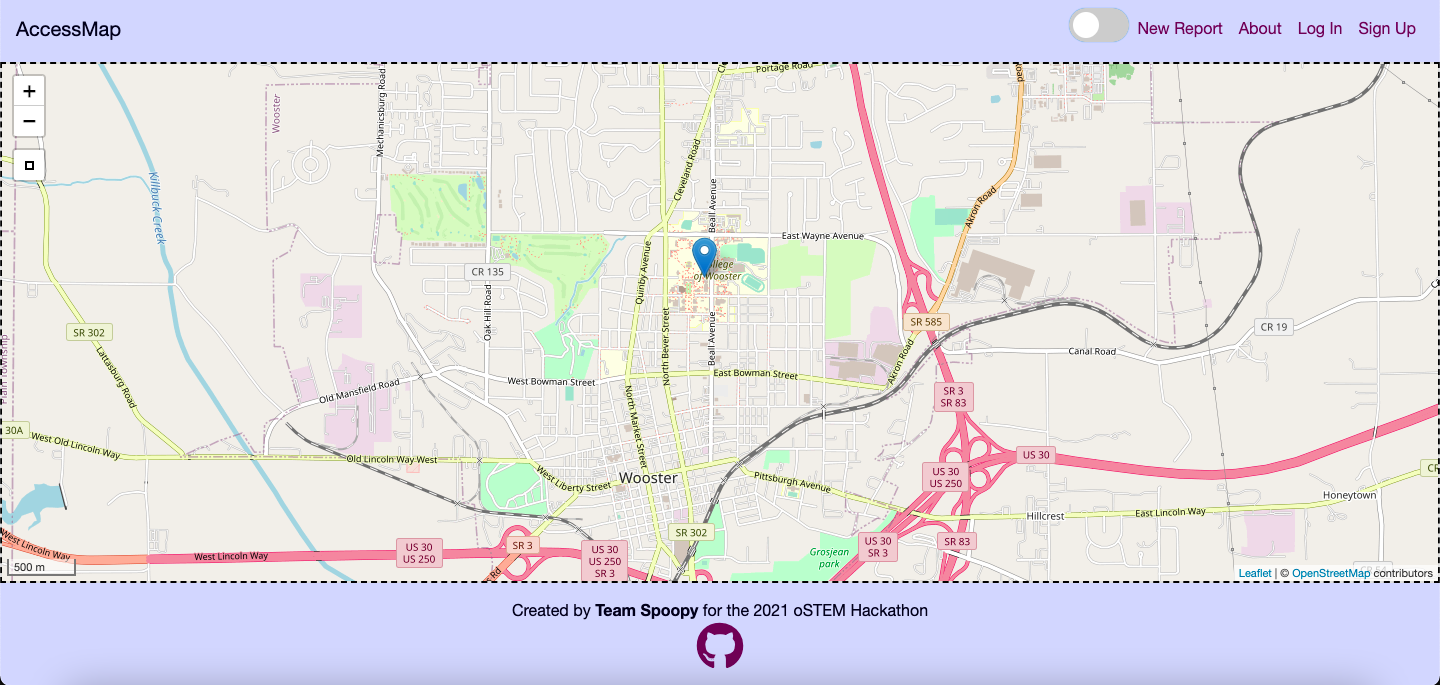 AccessMap
New Report About Log In Sign Up
+
−
Portage Road
Wooster
Mechanicsburg Road
Cleveland Road
Beall Avenue
Killbuck Creek
Akron Road
East Wayne Avenue
College
of Wooster
CR 135
Quinby Avenue
Oak Hill Road
SR 302
SR 585
CR 19
Lattasburg Road
North Bever Street
Beall Avenue
Akron Road
Canal Road
Old Mansfield Road
West Bowman Street
East Bowman Street
SR 3
SR 83
North Market Street
30A
West Old Lincoln Way
Old Lincoln Way West
US 30
West Liberty Street
Wooster
Pittsburgh Avenue
US 30
US 250
Honeytown
Hillcrest
East Lincoln Way
SR 302
West Lincoln Way
West Lincoln Way
US 30
US 250
SR 3
US 30
US 250
SR 3
Grosjean
park
US 30
SR 3
SR 83
500 m
Leaflet | © OpenStreetMap contributors
Created by Team Spoopy for the 2021 oSTEM Hackathon